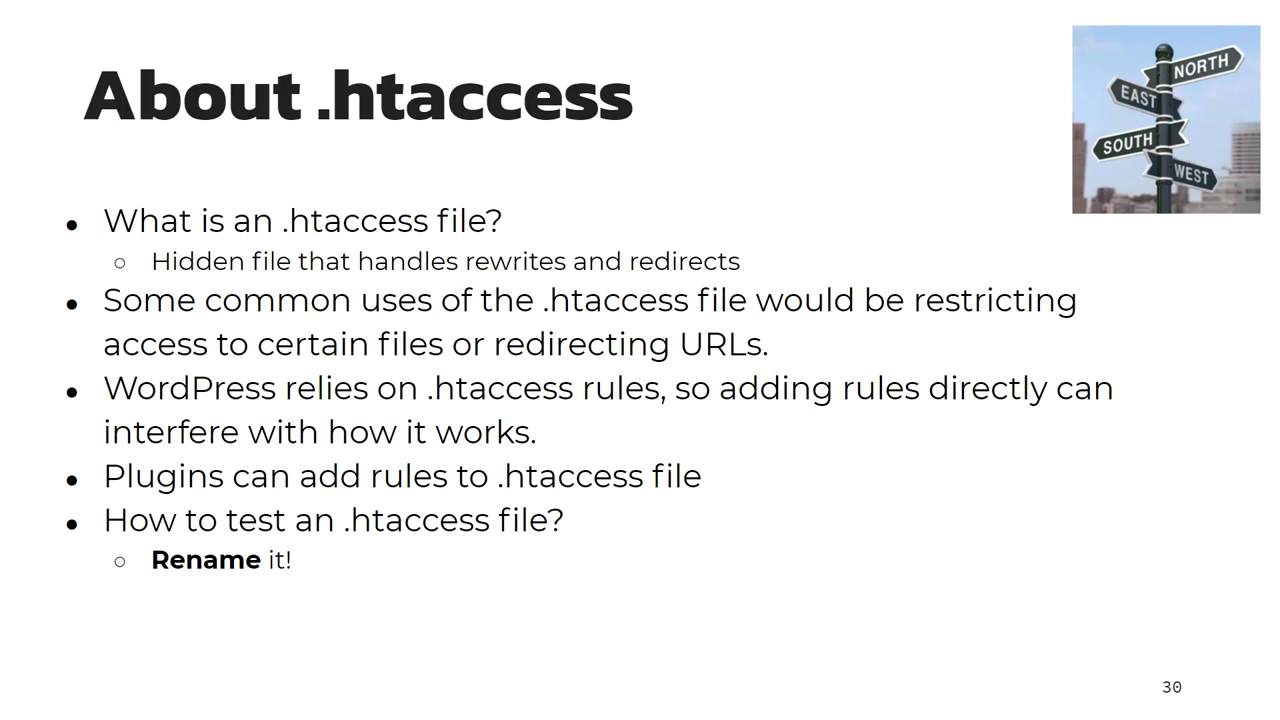 About .htaccess
NORTH
EAST
SOUTH
WEST
● What is an .htaccess file?
○ Hidden file that handles rewrites and redirects
● Some common uses of the .htaccess file would be restricting
access to certain files or redirecting URLs.
● WordPress relies on .htaccess rules, so adding rules directly can
interfere with how it works.
● Plugins can add rules to .htaccess file
● How to test an .htaccess file?
○ Rename it!
30